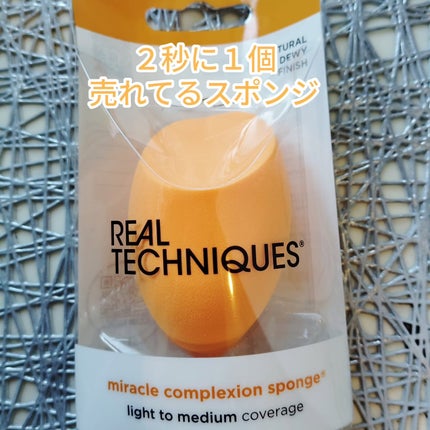 NATURAL
DEWY
FINISH
２秒に１個
売れてるスポンジ
REAL
TECHNIQUES®
miracle complexion sponge®
light to medium coverage